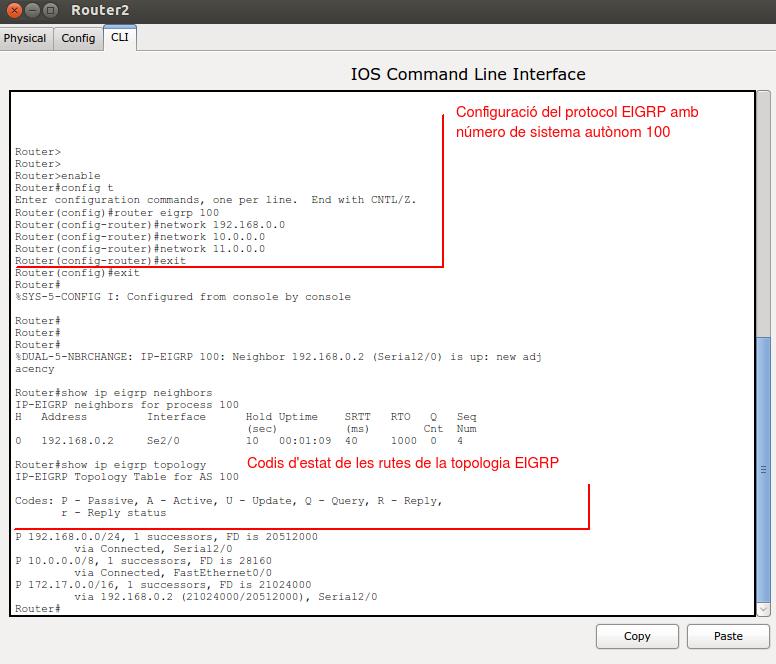 Router2
Physical Config CLI
IOS Command Line Interface
Configuració del protocol EIGRP amb
número de sistema autònom 100
Router>
Router>
Router>enable
Router#config t
Enter configuration commands, one per line.  End with CNTL/Z.
Router(config)#router eigrp 100
Router(config-router)#network 192.168.0.0
Router(config-router)#network 10.0.0.0
Router(config-router)#network 11.0.0.0
Router(config-router)#exit
Router(config)#exit
Router#
%SYS-5-CONFIG I: Configured from console by console
Router#
Router#
Router#
%DUAL-5-NBRCHANGE: IP-EIGRP 100: Neighbor 192.168.0.2 (Serial2/0) is up: new adj
acency
Router#show ip eigrp neighbors
IP-EIGRP neighbors for process 100
H   Address         Interface      Hold Uptime    SRTT   RTO   Q   Seq
(sec)           (ms)        Cnt  Num
0   192.168.0.2     Se2/0          10   00:01:09  40     1000  0   4
Router#show ip eigrp topology
Codis d'estat de les rutes de la topologia EIGRP
IP-EIGRP Topology Table for AS 100
Codes: P - Passive, A - Active, U - Update, Q - Query, R - Reply,
r - Reply status
P 192.168.0.0/24, 1 successors, FD is 20512000
via Connected, Serial2/0
P 10.0.0.0/8, 1 successors, FD is 28160
via Connected, FastEthernet0/0
P 172.17.0.0/16, 1 successors, FD is 21024000
via 192.168.0.2 (21024000/20512000), Serial2/0
Router#
Copy Paste